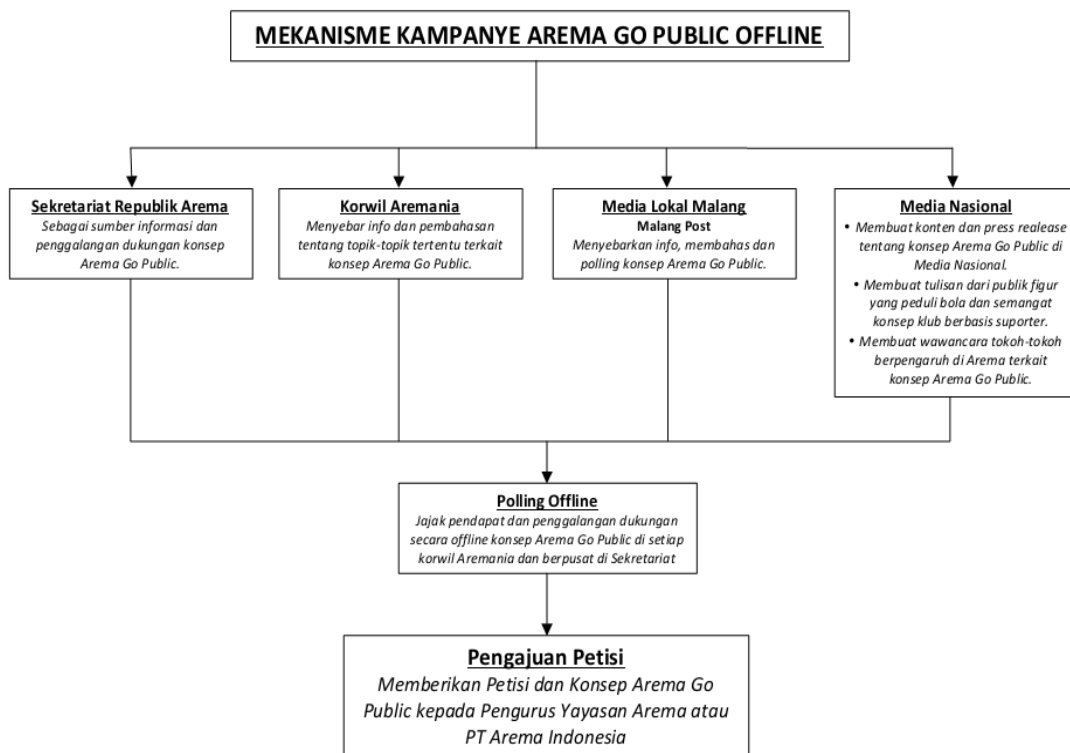 MEKANISME KAMPANYE AREMA GO PUBLIC OFFLINE
Sekretariat Republik Arema
Sebagai sumber informasi dan
penggalangan dukungan konsep
Arema Go Public.
Korwil Aremania
Menyebar info dan pembahasan
tentang topik-topik tertentu terkait
konsep Arema Go Public.
Media Lokal Malang
Malang Post
Menyebarkan info, membahas dan
polling konsep Arema Go Public.
Media Nasional
• Membuat konten dan press realease
tentang konsep Arema Go Public di
Media Nasional.
• Membuat tulisan dari publik figur
yang peduli bola dan semangat
konsep klub berbasis suporter.
• Membuat wawancara tokoh-tokoh
berpengaruh di Arema terkait
konsep Arema Go Public.
Polling Offline
Jajak pendapat dan penggalangan dukungan
secara offline konsep Arema Go Public di setiap
korwil Aremania dan berpusat di Sekretariat
Pengajuan Petisi
Memberikan Petisi dan Konsep Arema Go
Public kepada Pengurus Yayasan Arema atau
PT Arema Indonesia